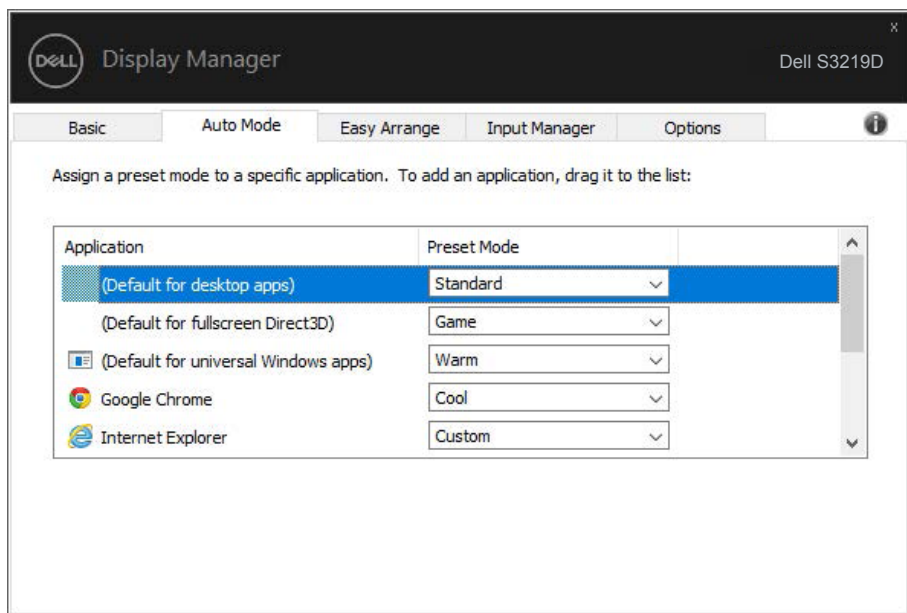 x
DELL
Display Manager
Dell S3219D
Basic
Auto Mode
Easy Arrange
Input Manager
Options
i
Assign a preset mode to a specific application. To add an application, drag it to the list:
Application
Preset Mode
(Default for desktop apps)
Standard
(Default for fullscreen Direct3D)
Game
(Default for universal Windows apps)
Warm
Google Chrome
Cool
Internet Explorer
Custom